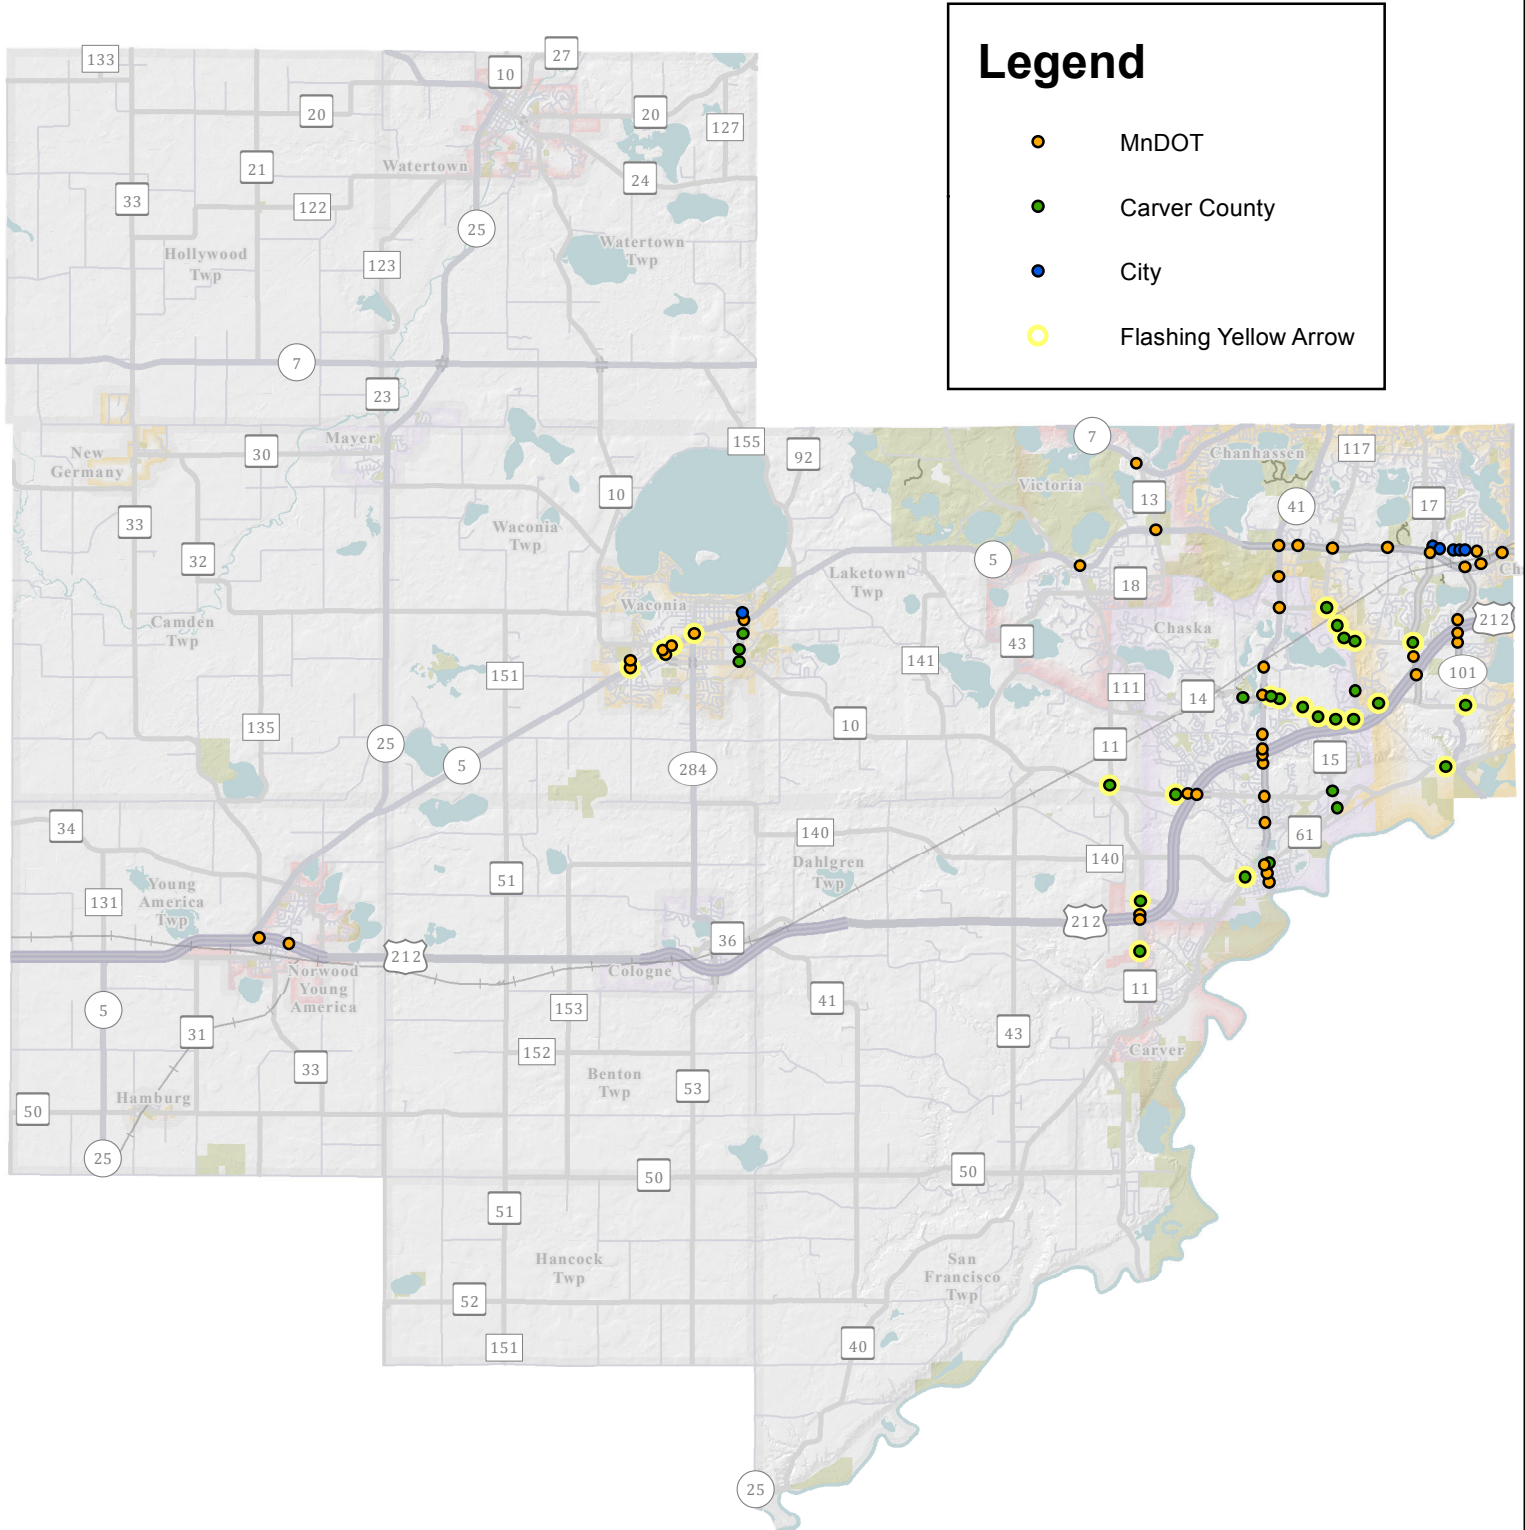 Legend
MnDOT
Carver County
City
Flashing Yellow Arrow
133
10
27
20
20
127
21
Watertown
24
33
122
25
Hollywood
Twp
123
Watertown
Twp
7
23
7
155
92
New
Germany
30
Mayer
Chanhassen
117
Victoria
10
13
41
17
33
Waconia
Twp
32
5
Laketown
Twp
18
Ch
Waconia
212
Camden
Twp
43
Chaska
141
151
101
111
14
135
10
25
11
5
284
15
34
140
61
Dahlgren
Twp
140
51
Young
America
Twp
131
212
36
212
Cologne
Norwood
Young
America
11
5
153
41
31
43
152
Carver
33
Benton
Twp
53
Hamburg
50
25
50
50
51
Hancock
Twp
San
Francisco
Twp
52
151
40
25